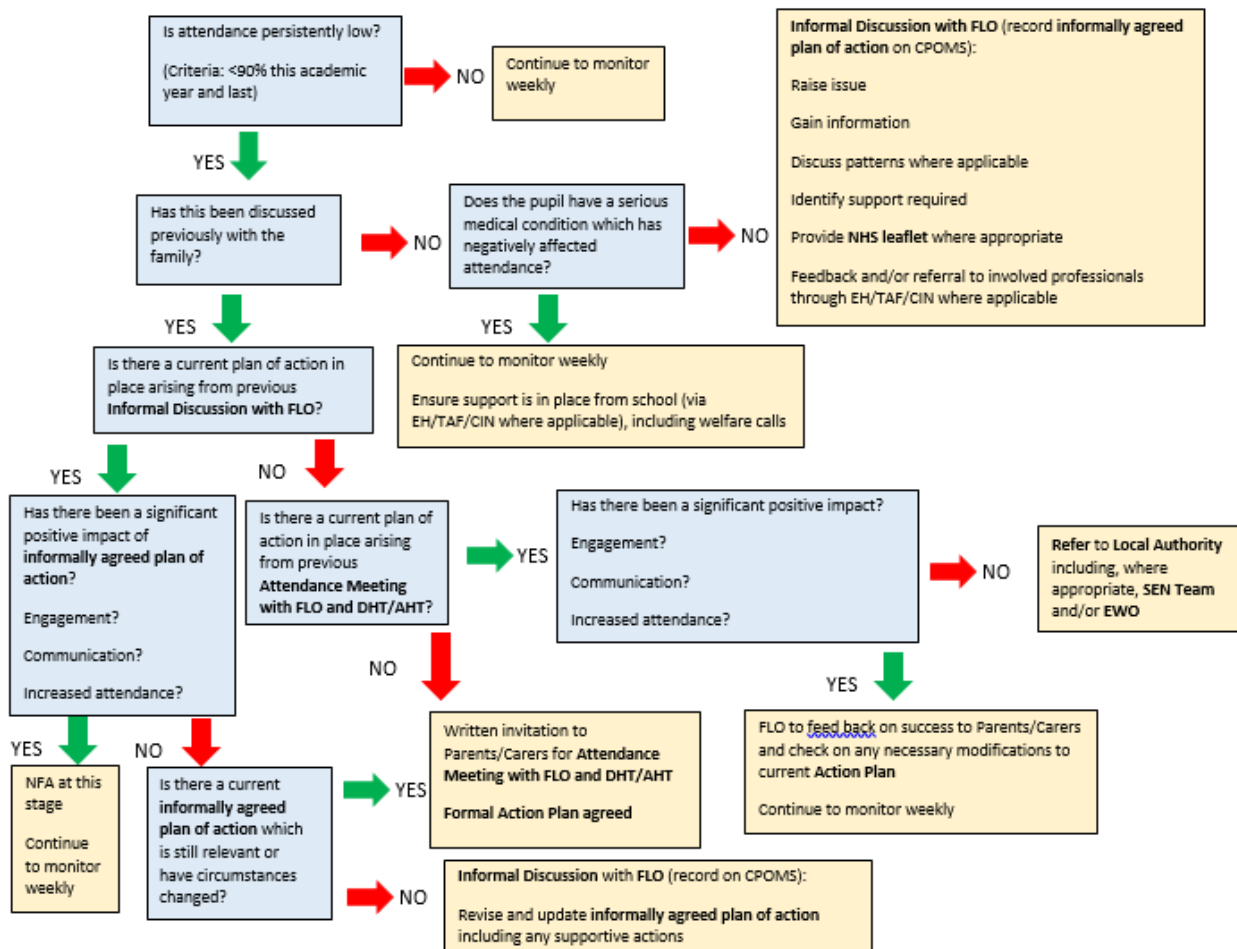 Is attendance persistently low?
(Criteria: <90% this academic
year and last)
NO
Continue to monitor
weekly
Informal Discussion with FLO (record informally agreed
plan of action on CPOMS):
Raise issue
Gain information
Discuss patterns where applicable
Identify support required
Provide NHS leaflet where appropriate
Feedback and/or referral to involved professionals
through EH/TAF/CIN where applicable
YES
Has this been discussed
previously with the
family?
NO
Does the pupil have a serious
medical condition which has
negatively affected
attendance?
NO
YES
YES
Is there a current plan of action in
place arising from previous
Informal Discussion with FLO?
Continue to monitor weekly
Ensure support is in place from school (via
EH/TAF/CIN where applicable), including welfare calls
YES
NO
Has there been a significant
positive impact of
informally agreed plan of
action?
Engagement?
Communication?
Increased attendance?
Is there a current plan of
action in place arising
from previous
Attendance Meeting
with FLO and DHT/AHT?
YES
Has there been a significant positive impact?
Engagement?
Communication?
Increased attendance?
NO
Refer to Local Authority
including, where
appropriate, SEN Team
and/or EWO
NO
YES
YES
NFA at this
stage
Continue
to monitor
weekly
NO
Is there a current
informally agreed
plan of action which
is still relevant or
have circumstances
changed?
YES
Written invitation to
Parents/Carers for Attendance
Meeting with FLO and DHT/AHT
Formal Action Plan agreed
FLO to feed back on success to Parents/Carers
and check on any necessary modifications to
current Action Plan
Continue to monitor weekly
NO
Informal Discussion with FLO (record on CPOMS):
Revise and update informally agreed plan of action
including any supportive actions